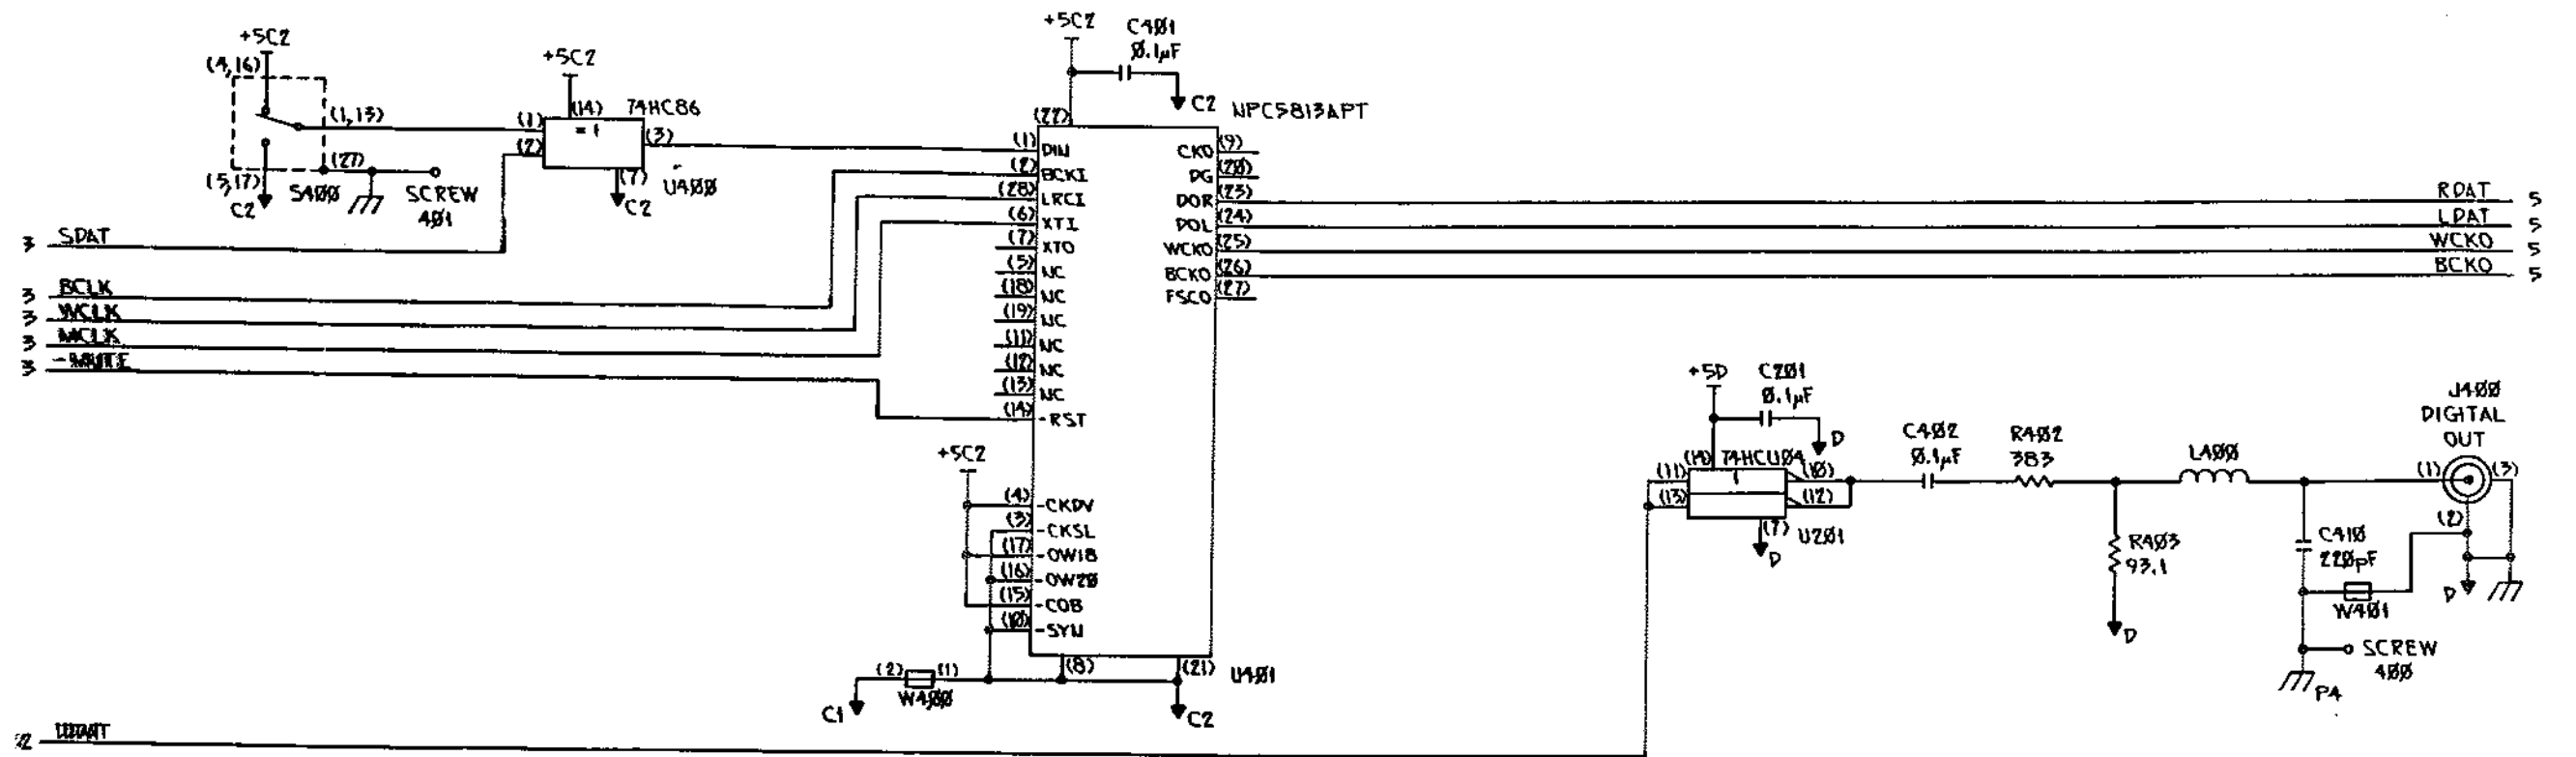 +5C2
(4,16)
(1,13)
(27)
(5,17)
C2
S400
SCREW
401
+5C2
(14)
74HC86
(1)
= 1
(2)
(3)
(7)
U400
C2
+5C2
C401
0.1µF
C2
(22)
NPC5813APT
(1) DIN
(2) BCKI
(28) LRCI
(6) XTI
(7) XTO
(5) NC
(18) NC
(19) NC
(11) NC
(12) NC
(13) NC
(14) -RST
(4) -CKDV
(3) -CKSL
(17) -OW18
(16) -OW20
(15) -COB
(10) -SYN
CKO (9)
DG (20)
DOR (23)
DOL (24)
WCKO (25)
BCKO (26)
FSCO (27)
+5C2
(8)
(21)
U401
(2) (1)
W400
C1
C2
3 SDAT
3 BCLK
3 WCLK
3 MCLK
3 -MUTE
2
RDAT 5
LDAT 5
WCKO 5
BCKO 5
+5D
C201
0.1µF
D
(14) 74HCU04
(11)
1
(10)
(13)
(12)
(7)
U201
D
C402
0.1µF
R402
383
R403
93.1
D
L400
C410
220pF
W401
SCREW
400
P4
J400
DIGITAL
OUT
(1)
(3)
(2)
D